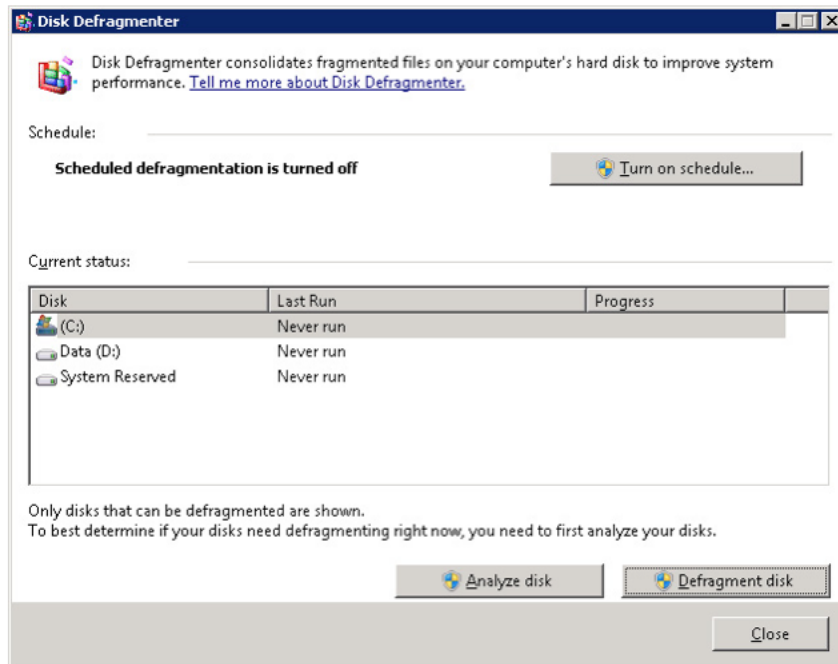 Disk Defragmenter
Disk Defragmenter consolidates fragmented files on your computer's hard disk to improve system
performance. Tell me more about Disk Defragmenter.
Schedule:
Scheduled defragmentation is turned off
Turn on schedule...
Current status:
Disk Last Run Progress
(C:) Never run
Data (D:) Never run
System Reserved Never run
Only disks that can be defragmented are shown.
To best determine if your disks need defragmenting right now, you need to first analyze your disks.
Analyze disk Defragment disk
Close